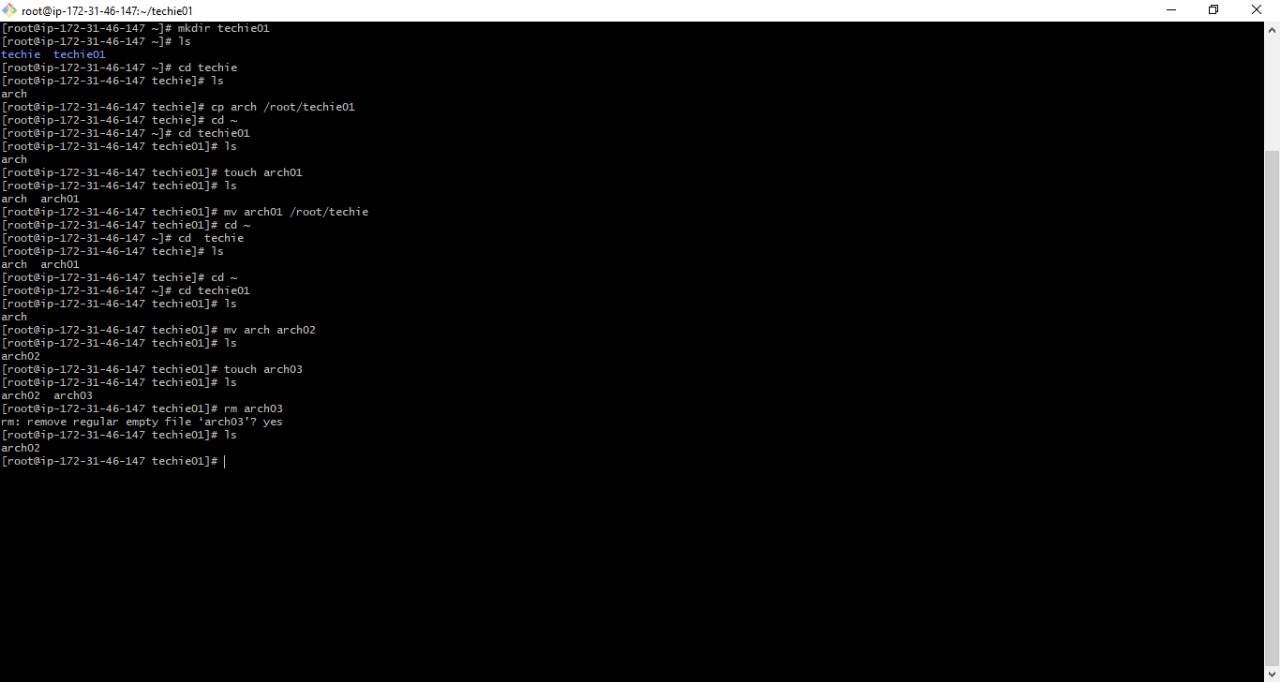 root@ip-172-31-46-147:~/techie01
[root@ip-172-31-46-147 ~]# mkdir techie01
[root@ip-172-31-46-147 ~]# ls
techie  techie01
[root@ip-172-31-46-147 ~]# cd techie
[root@ip-172-31-46-147 techie]# ls
arch
[root@ip-172-31-46-147 techie]# cp arch /root/techie01
[root@ip-172-31-46-147 techie]# cd ~
[root@ip-172-31-46-147 ~]# cd techie01
[root@ip-172-31-46-147 techie01]# ls
arch
[root@ip-172-31-46-147 techie01]# touch arch01
[root@ip-172-31-46-147 techie01]# ls
arch  arch01
[root@ip-172-31-46-147 techie01]# mv arch01 /root/techie
[root@ip-172-31-46-147 techie01]# cd ~
[root@ip-172-31-46-147 ~]# cd  techie
[root@ip-172-31-46-147 techie]# ls
arch  arch01
[root@ip-172-31-46-147 techie]# cd ~
[root@ip-172-31-46-147 ~]# cd techie01
[root@ip-172-31-46-147 techie01]# ls
arch
[root@ip-172-31-46-147 techie01]# mv arch arch02
[root@ip-172-31-46-147 techie01]# ls
arch02
[root@ip-172-31-46-147 techie01]# touch arch03
[root@ip-172-31-46-147 techie01]# ls
arch02  arch03
[root@ip-172-31-46-147 techie01]# rm arch03
rm: remove regular empty file ‘arch03’? yes
[root@ip-172-31-46-147 techie01]# ls
arch02
[root@ip-172-31-46-147 techie01]#